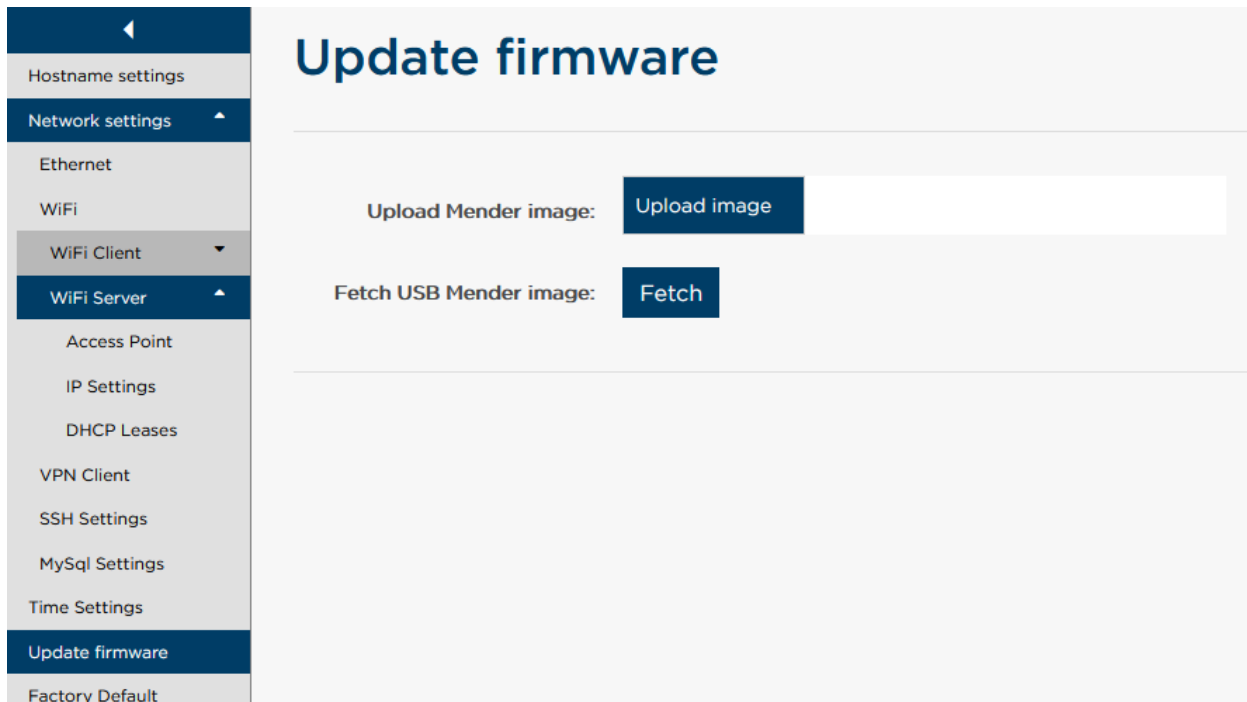 Hostname settings
Network settings
Ethernet
WiFi
WiFi Client
WiFi Server
Access Point
IP Settings
DHCP Leases
VPN Client
SSH Settings
MySql Settings
Time Settings
Update firmware
Factory Default
Update firmware
Upload Mender image: Upload image
Fetch USB Mender image: Fetch